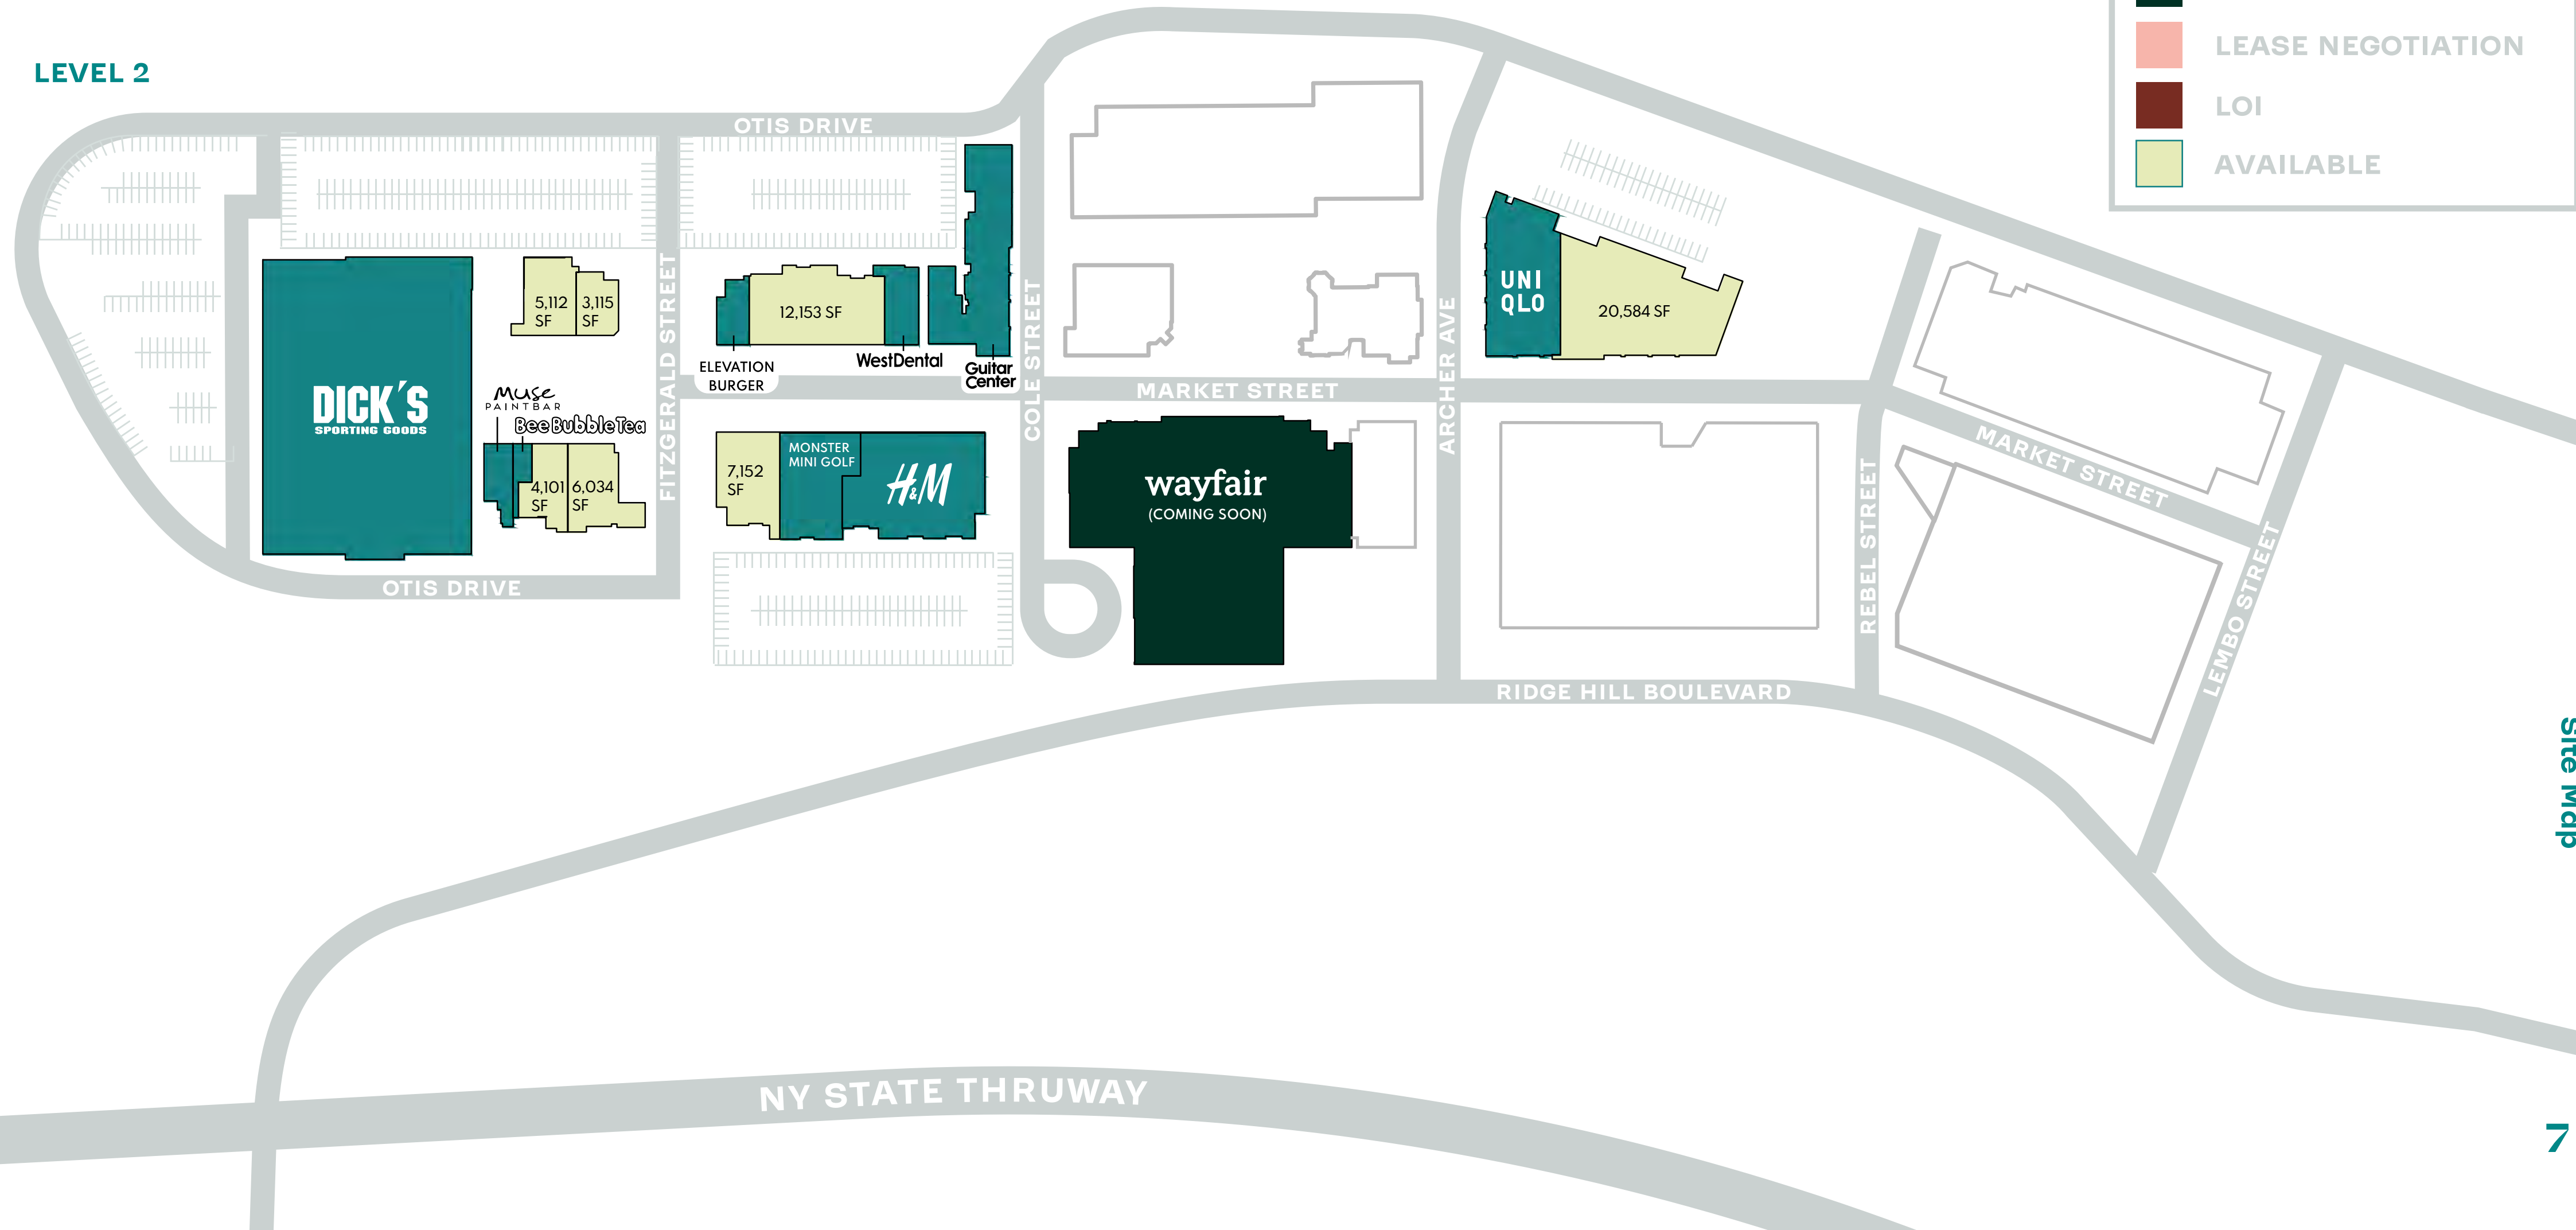 LEVEL 2
LEASE NEGOTIATION
LOI
AVAILABLE
OTIS DRIVE
5,112
SF
3,115
SF
12,153 SF
ELEVATION
BURGER
WestDental
Guitar
Center
UNI
QLO
20,584 SF
DICK'S
SPORTING GOODS
Muse
PAINTBAR
Bee Bubble Tea
4,101
SF
6,034
SF
FITZGERALD STREET
7,152
SF
MONSTER
MINI GOLF
H&M
COLE STREET
MARKET STREET
wayfair
(COMING SOON)
ARCHER AVE
MARKET STREET
REBEL STREET
LEMBO STREET
OTIS DRIVE
RIDGE HILL BOULEVARD
Site Map
NY STATE THRUWAY
7